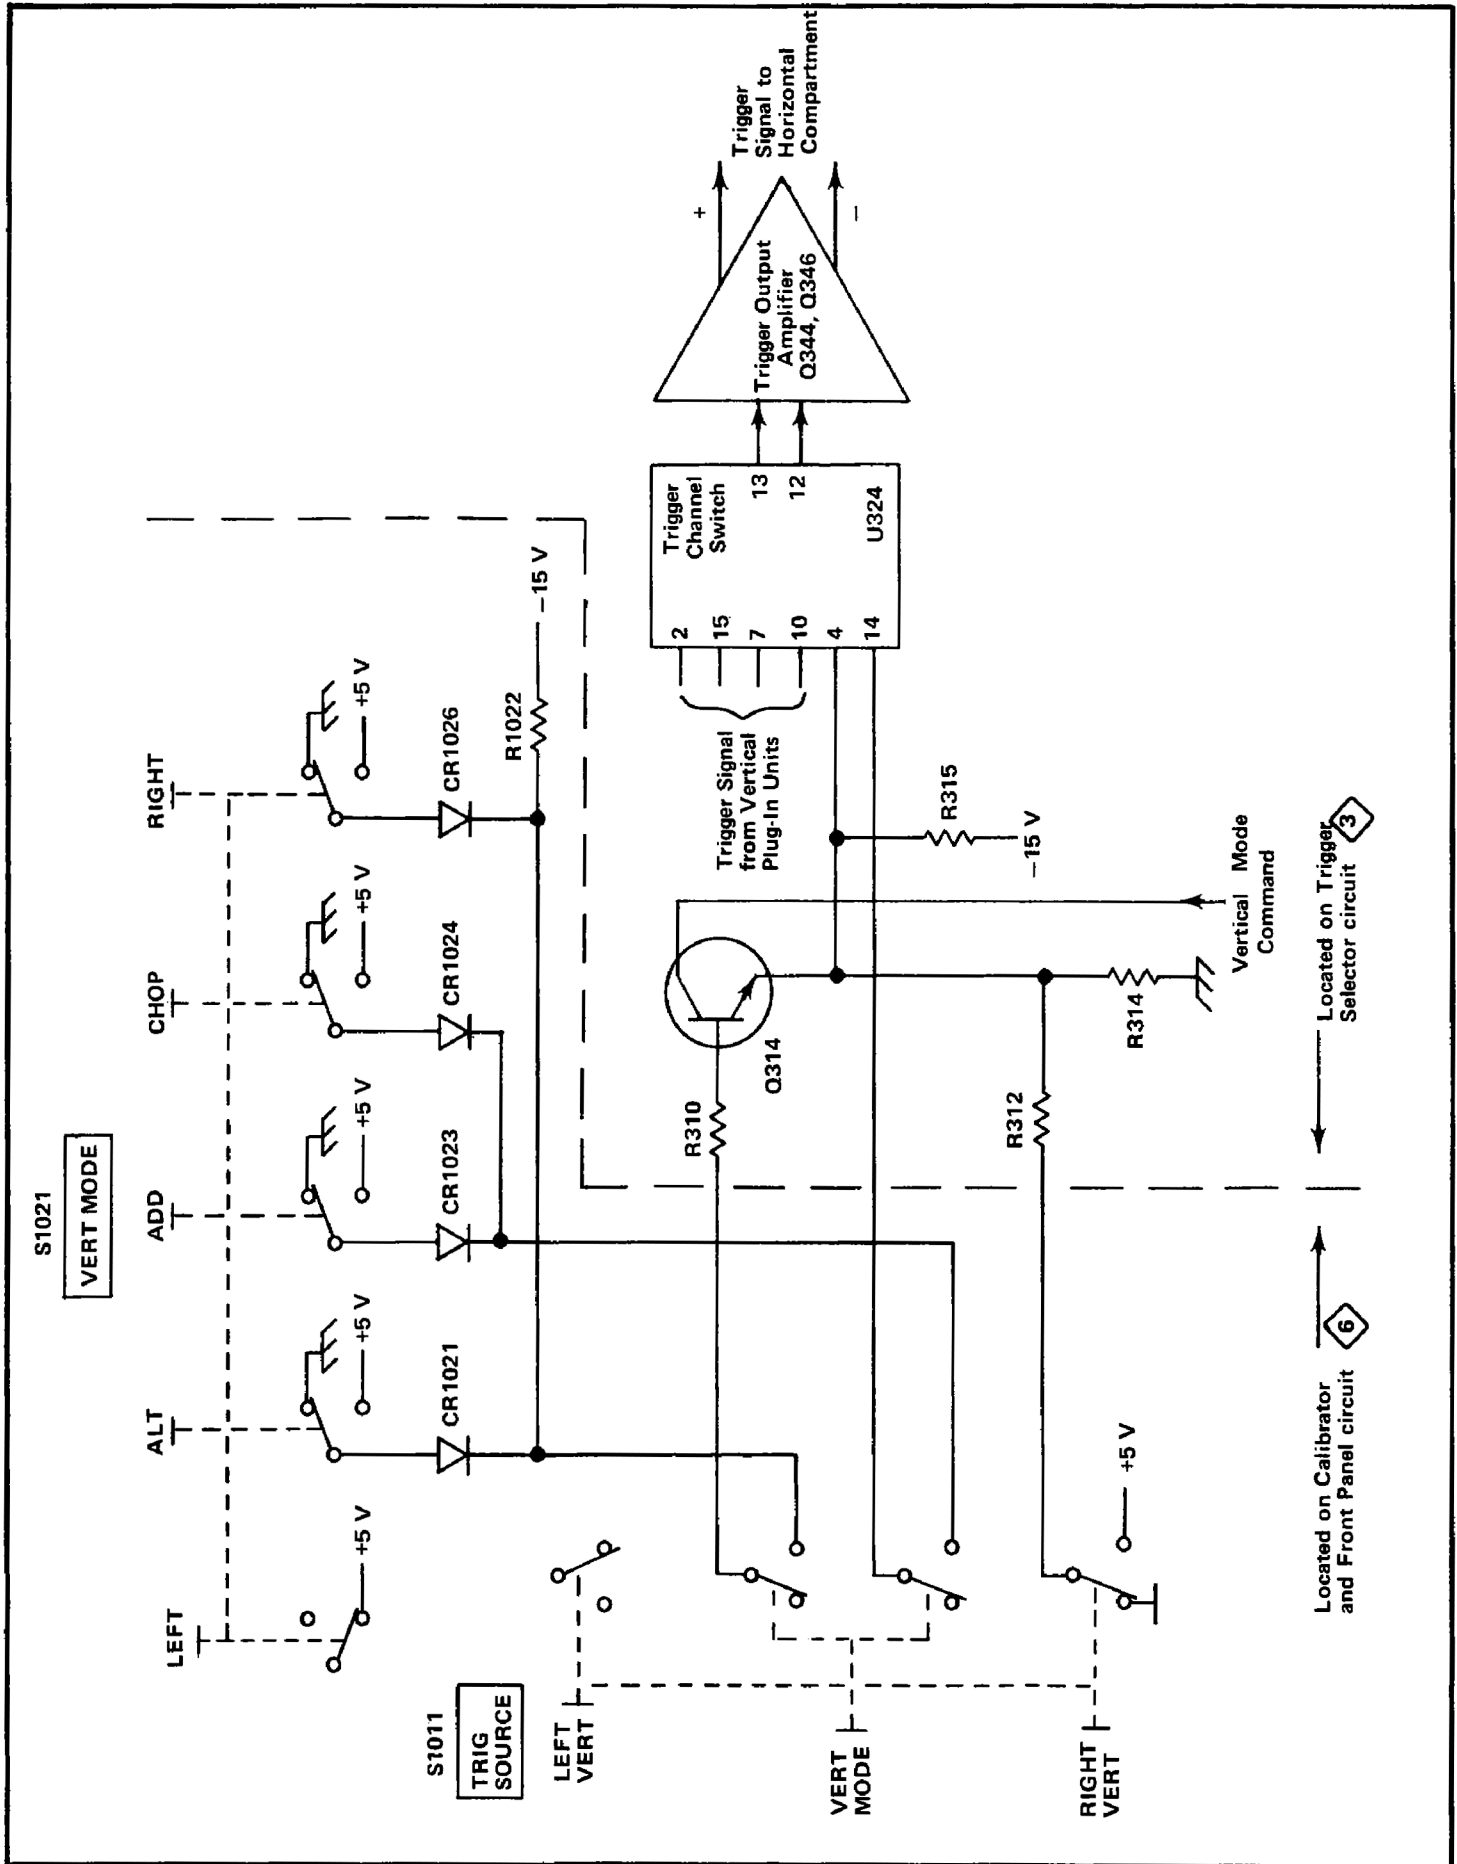 S1021
VERT MODE
LEFT
ALT
ADD
CHOP
RIGHT
+5 V
+5 V
+5 V
+5 V
+5 V
CR1021
CR1023
CR1024
CR1026
R1022
−15 V
S1011
TRIG
SOURCE
LEFT
VERT
VERT
MODE
RIGHT
VERT
+5 V
R310
Q314
R312
R314
R315
−15 V
Vertical Mode
Command
Trigger Signal
from Vertical
Plug-In Units
2
15
7
10
4
14
Trigger
Channel
Switch
13
12
U324
Trigger Output
Amplifier
Q344, Q346
+
−
Trigger
Signal to
Horizontal
Compartment
Located on Calibrator
and Front Panel circuit
6
Located on Trigger
Selector circuit
3